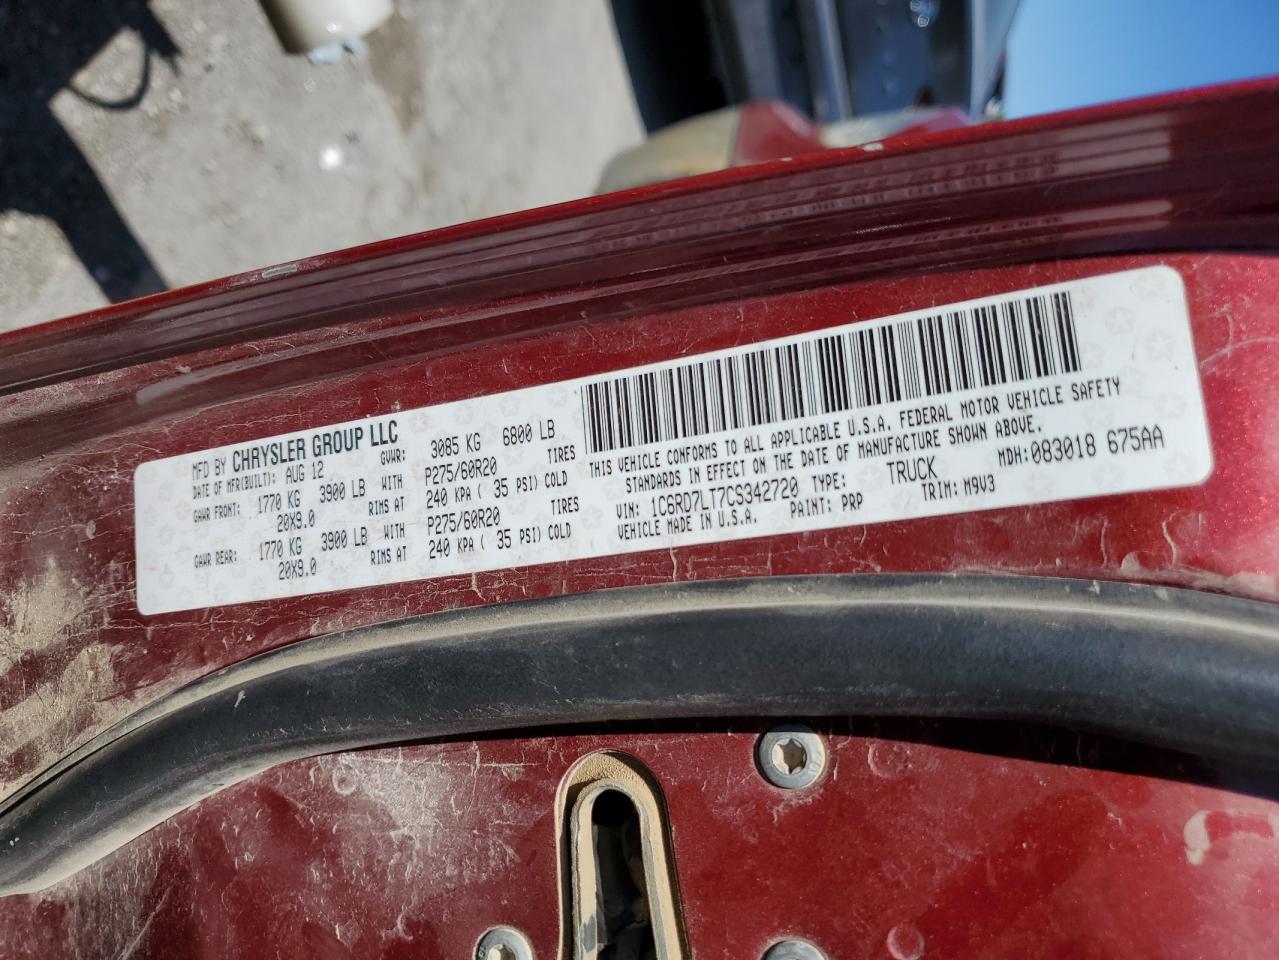 MFD BY CHRYSLER GROUP LLC
DATE OF MFR(BUILT): AUG 12 GVWR: 3085 KG 6800 LB
GAWR FRONT: 1770 KG 3900 LB WITH P275/60R20 TIRES
20X9.0 RIMS AT 240 KPA ( 35 PSI) COLD
GAWR REAR: 1770 KG 3900 LB WITH P275/60R20 TIRES
20X9.0 RIMS AT 240 KPA ( 35 PSI) COLD
THIS VEHICLE CONFORMS TO ALL APPLICABLE U.S.A. FEDERAL MOTOR VEHICLE SAFETY
STANDARDS IN EFFECT ON THE DATE OF MANUFACTURE SHOWN ABOVE.
VIN: 1C6RD7LT7CS342720 TYPE: TRUCK MDH: 083018 675AA
VEHICLE MADE IN U.S.A. PAINT: PRP TRIM: M9V3